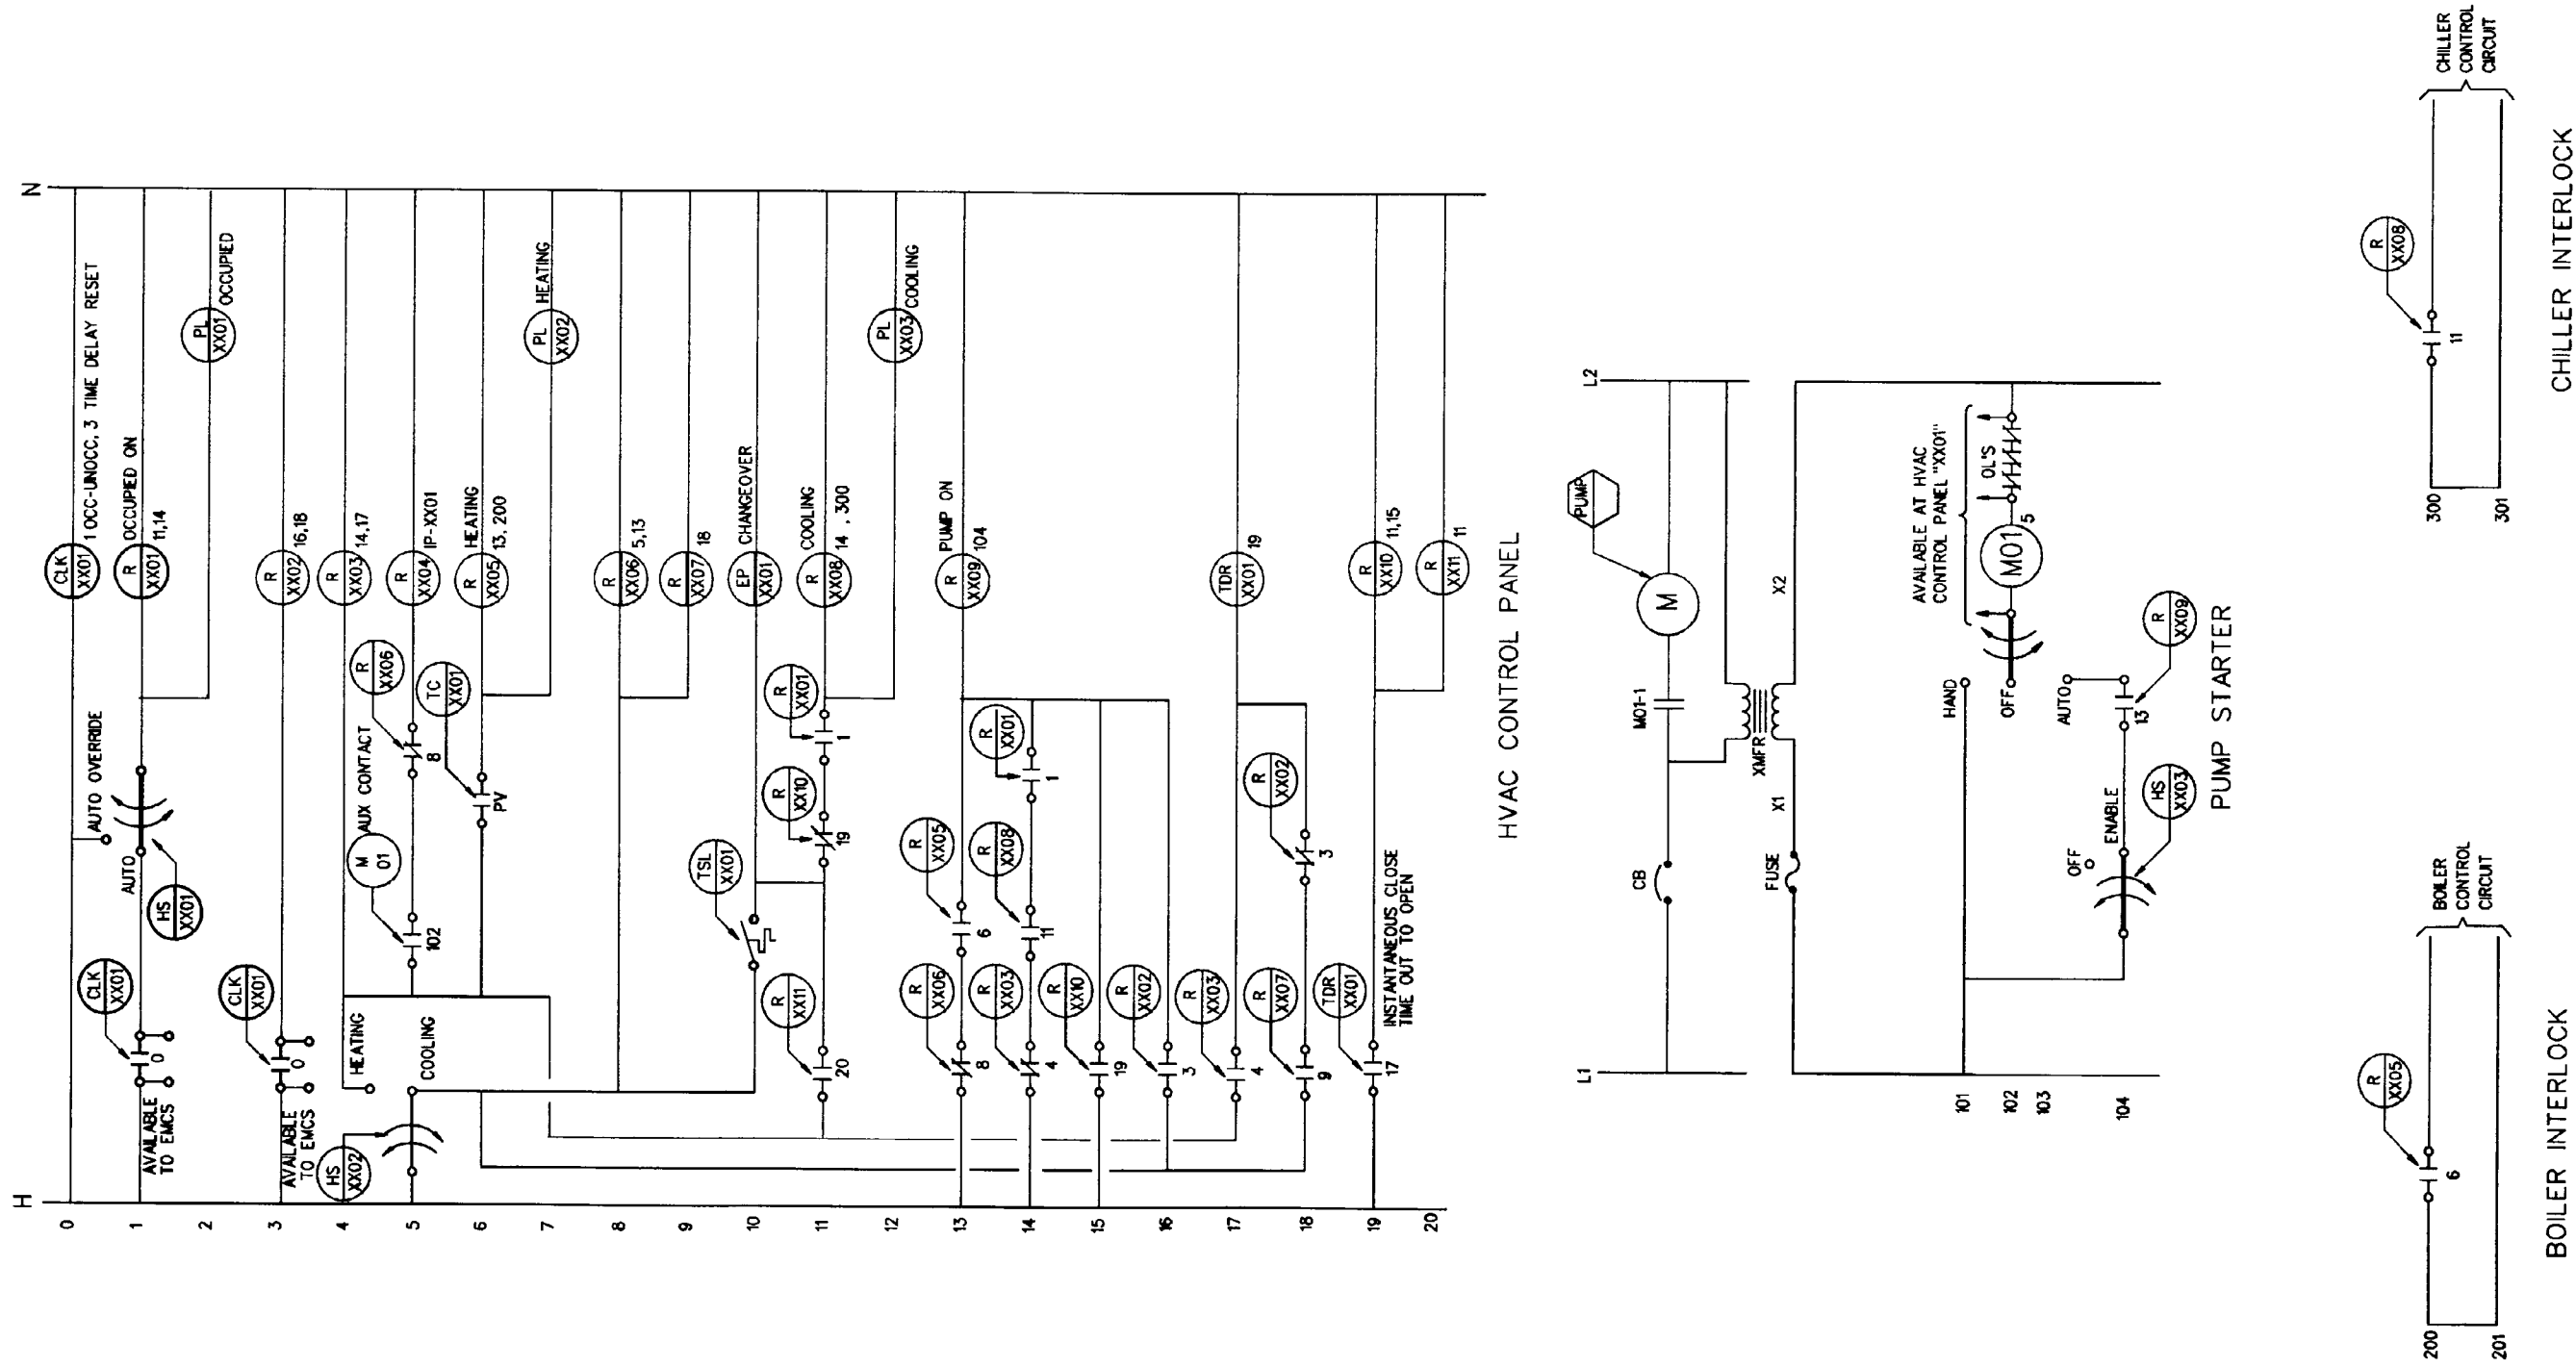 H
N
0
CLK
XX01
1 OCC-UNOCC, 3 TIME DELAY RESET
AUTO OVERRIDE
1
AVAILABLE
TO EMCS
CLK
XX01
0
AUTO
HS
XX01
R
XX01
OCCUPIED ON
11,14
2
PL
XX01
OCCUPIED
3
AVAILABLE
TO EMCS
CLK
XX01
0
R
XX02
16,18
4
HS
XX02
HEATING
R
XX03
14,17
5
COOLING
M
01
AUX CONTACT
102
R
XX06
8
R
XX04
IP-XX01
6
TC
XX01
PV
R
XX05
HEATING
13, 200
7
PL
XX02
HEATING
8
R
XX06
5,13
9
R
XX07
18
10
TSL
XX01
EP
XX01
CHANGEOVER
11
R
XX11
20
R
XX10
19
R
XX01
1
R
XX08
COOLING
14 , 300
12
PL
XX03
COOLING
13
R
XX06
8
R
XX05
6
R
XX09
PUMP ON
104
14
R
XX03
4
R
XX08
11
R
XX01
1
15
R
XX10
19
16
R
XX02
3
17
R
XX03
4
TDR
XX01
19
18
R
XX07
9
R
XX02
3
19
TDR
XX01
17
INSTANTANEOUS CLOSE
TIME OUT TO OPEN
R
XX10
11,15
20
R
XX11
11
HVAC CONTROL PANEL
L1
L2
CB
M01-1
M
PUMP
XMFR
FUSE
X1
X2
101
HAND
102
OFF
M01
5
OL'S
AVAILABLE AT HVAC
CONTROL PANEL "XX01"
103
AUTO
104
OFF
ENABLE
HS
XX03
13
R
XX09
PUMP STARTER
200
R
XX05
6
BOILER
CONTROL
CIRCUIT
201
BOILER INTERLOCK
300
R
XX08
11
CHILLER
CONTROL
CIRCUIT
301
CHILLER INTERLOCK